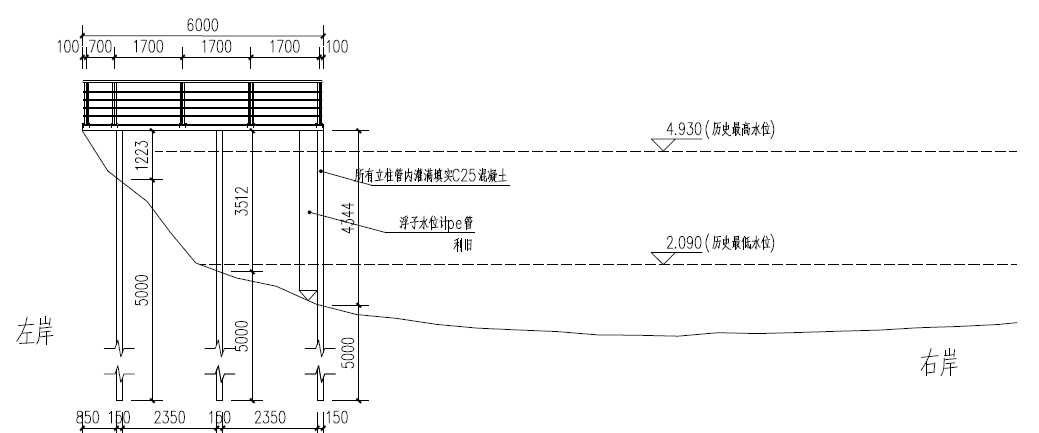 6000
100 700 1700 1700 1700 100
4.930(历史最高水位)
1223
所有立柱管内灌满填实C25混凝土
3512
4344
浮子水位计pe管
利旧
2.090(历史最低水位)
5000
左岸
5000
5000
右岸
850 150 2350 150 2350 150